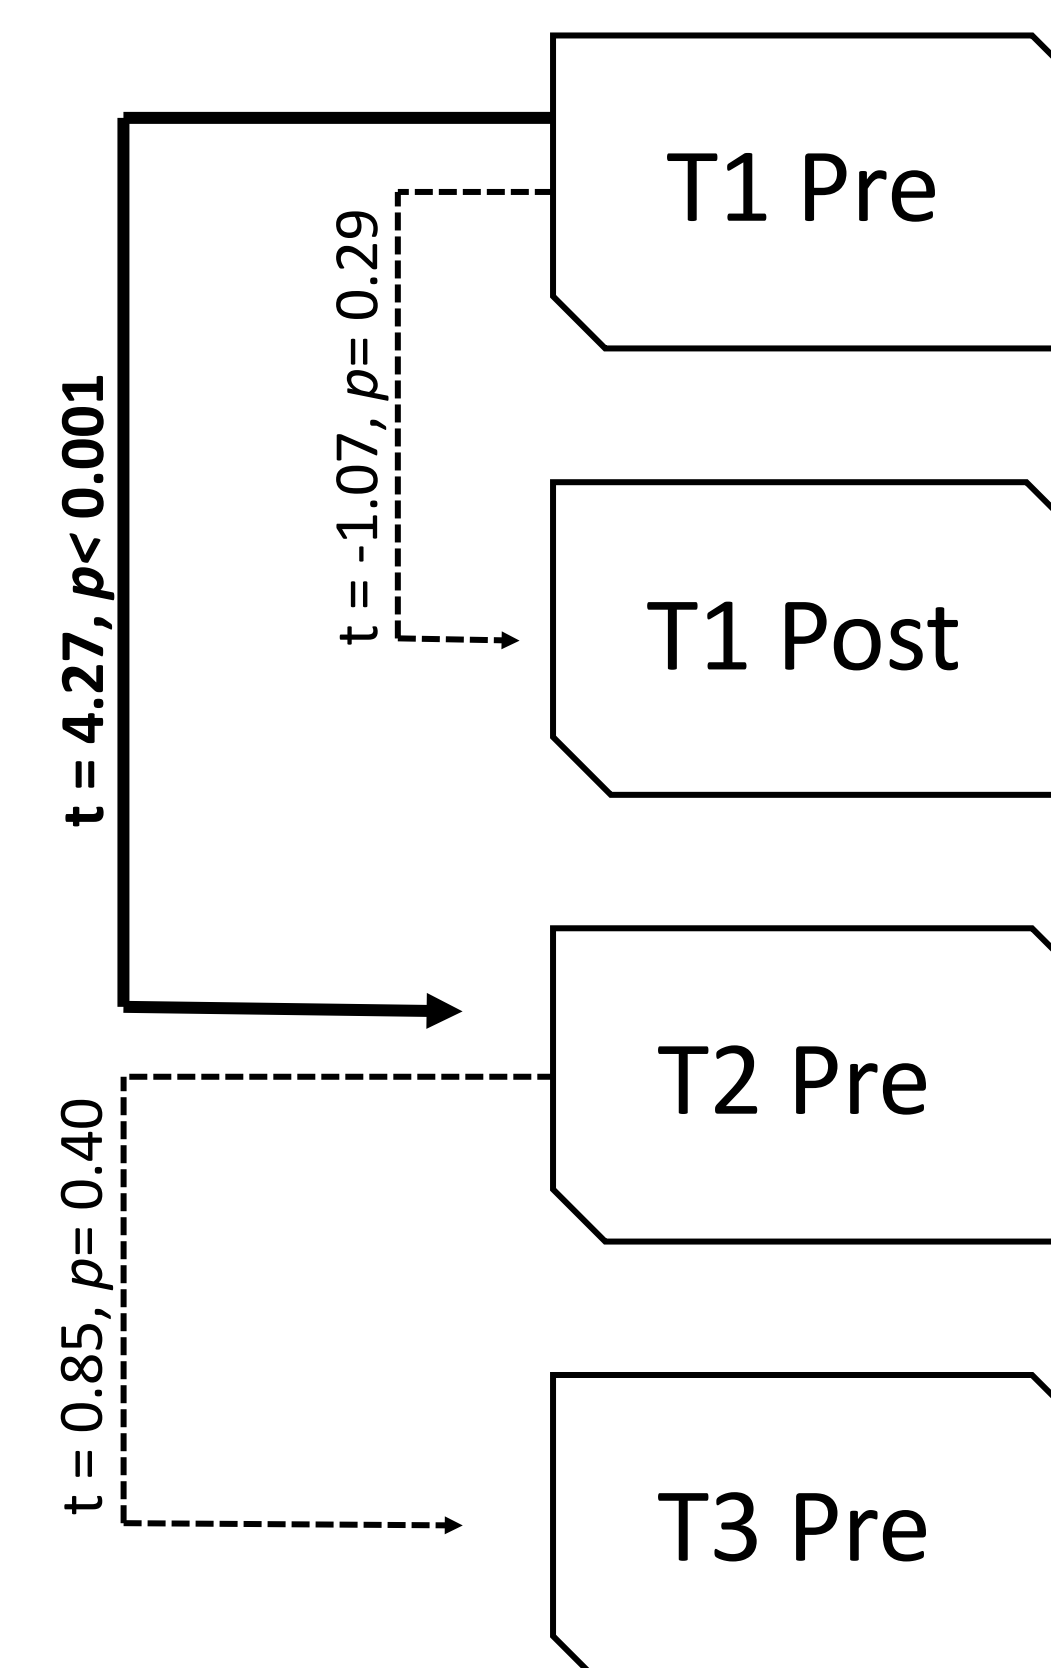 T1 Pre
t = -1.07, p= 0.29
t = 4.27, p< 0.001
T1 Post
T2 Pre
t = 0.85, p= 0.40
T3 Pre